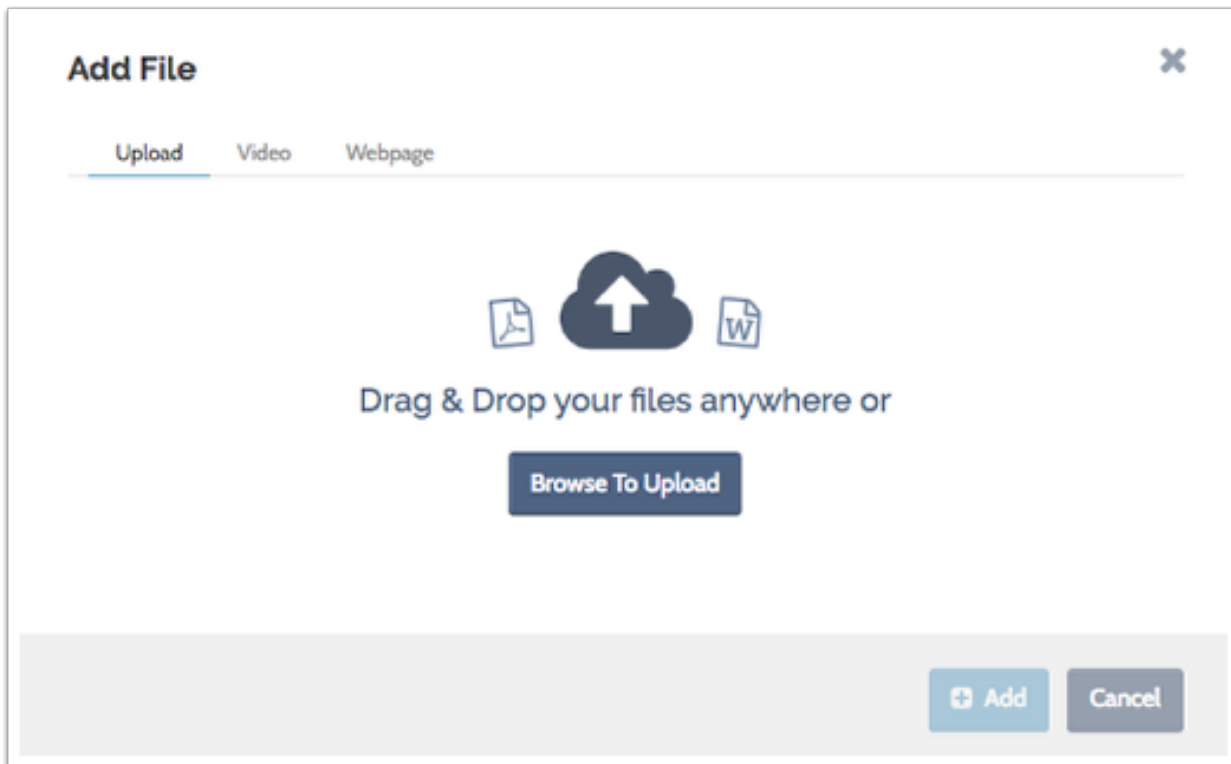 Add File
Upload Video Webpage
W
Drag & Drop your files anywhere or
Browse To Upload
Add Cancel